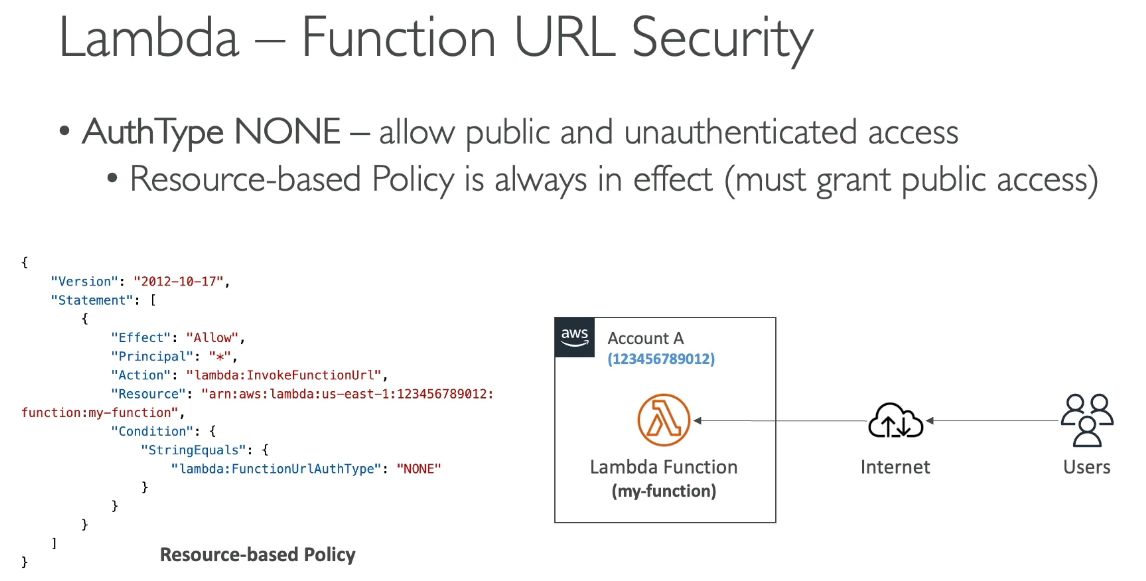 Lambda – Function URL Security
• AuthType NONE – allow public and unauthenticated access
• Resource-based Policy is always in effect (must grant public access)
{
"Version": "2012-10-17",
"Statement": [
{
"Effect": "Allow",
"Principal": "*",
"Action": "lambda:InvokeFunctionUrl",
"Resource": "arn:aws:lambda:us-east-1:123456789012:
function:my-function",
"Condition": {
"StringEquals": {
"lambda:FunctionUrlAuthType": "NONE"
}
}
}
]
}
Resource-based Policy
aws
Account A
(123456789012)
Lambda Function
(my-function)
Internet
Users